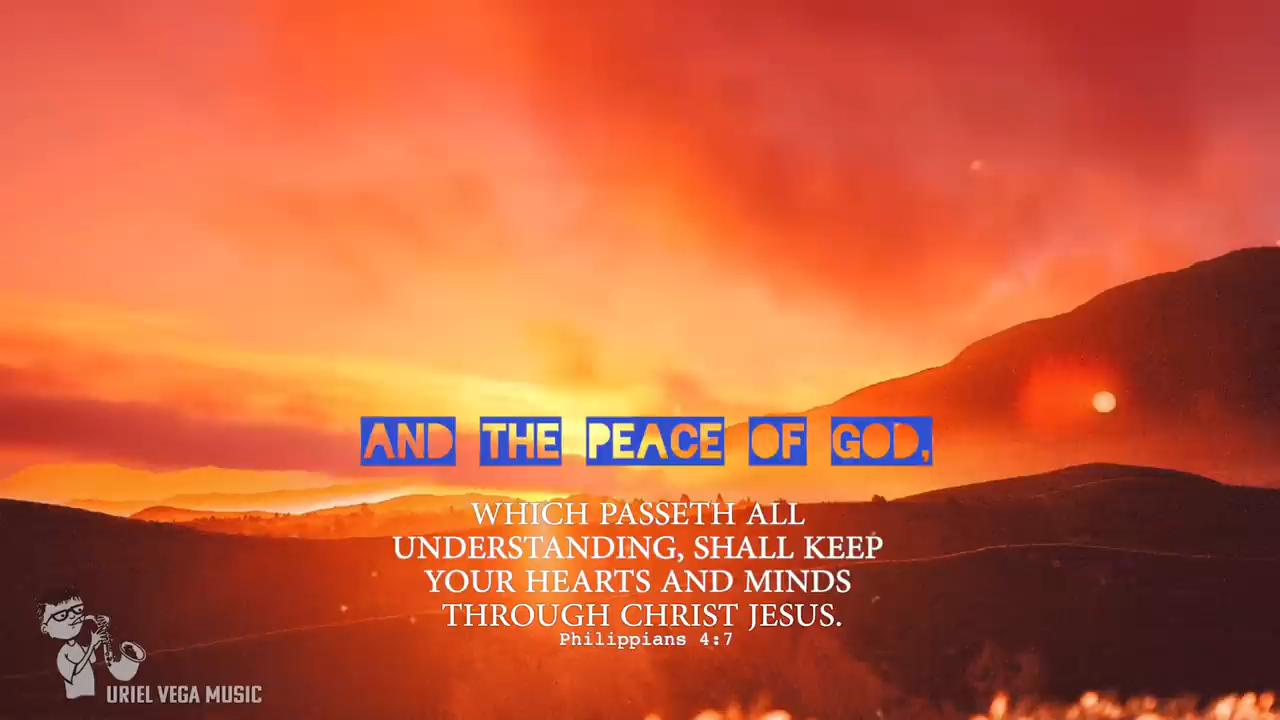 AND THE PEACE OF GOD,
WHICH PASSETH ALL
UNDERSTANDING, SHALL KEEP
YOUR HEARTS AND MINDS
THROUGH CHRIST JESUS.
Philippians 4:7
URIEL VEGA MUSIC